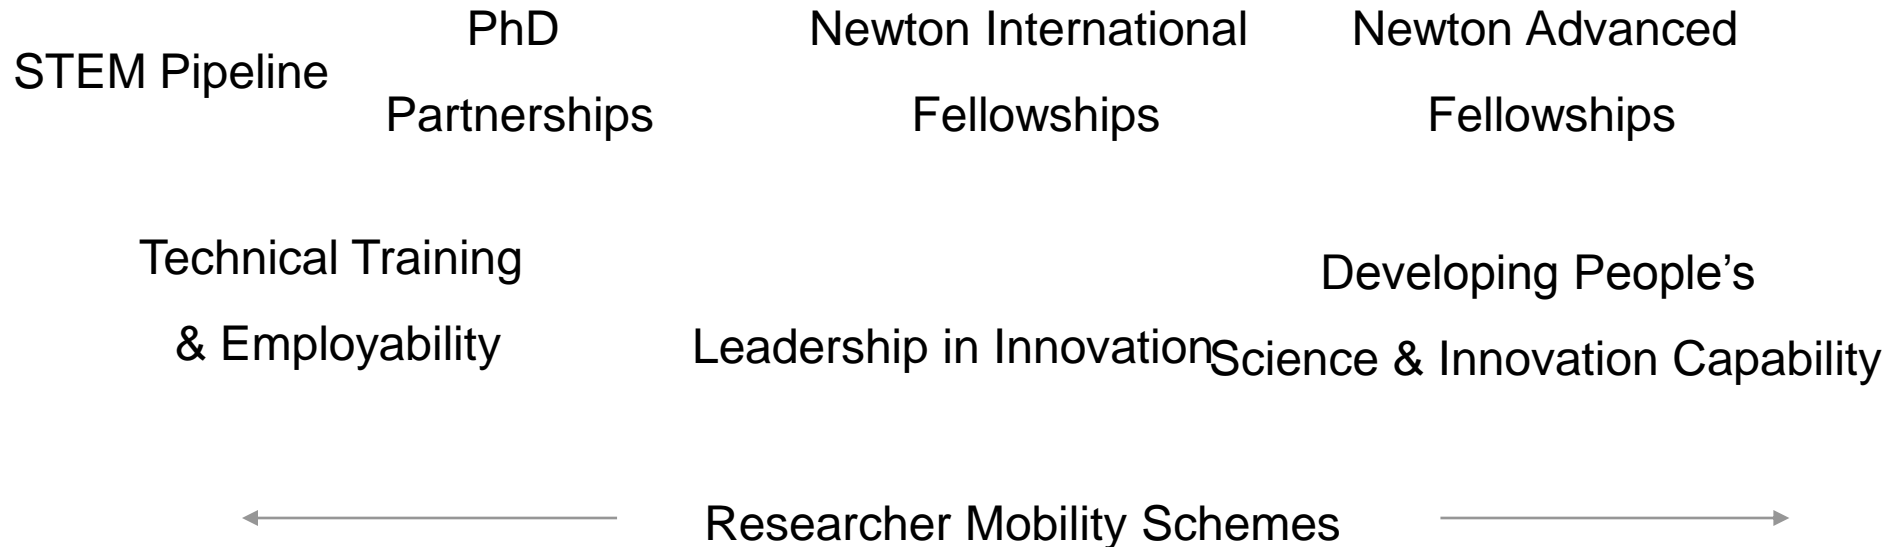 STEM Pipeline
PhD
Partnerships
Newton International
Fellowships
Newton Advanced
Fellowships
Technical Training
& Employability
Leadership in Innovation
Developing People’s
Science & Innovation Capability
Researcher Mobility Schemes